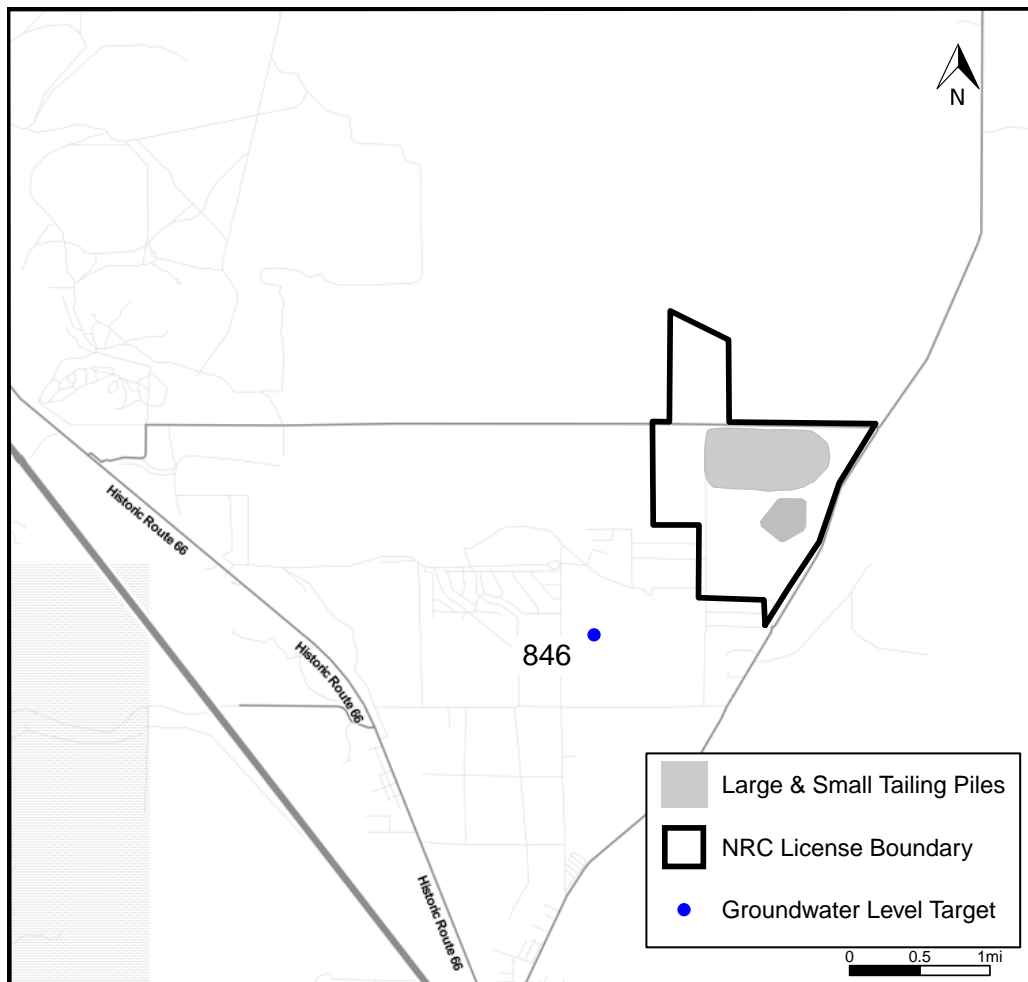 N
Historic Route 66
Historic Route 66
846
Large & Small Tailing Piles
NRC License Boundary
Historic Route 66
Groundwater Level Target
0 0.5 1mi